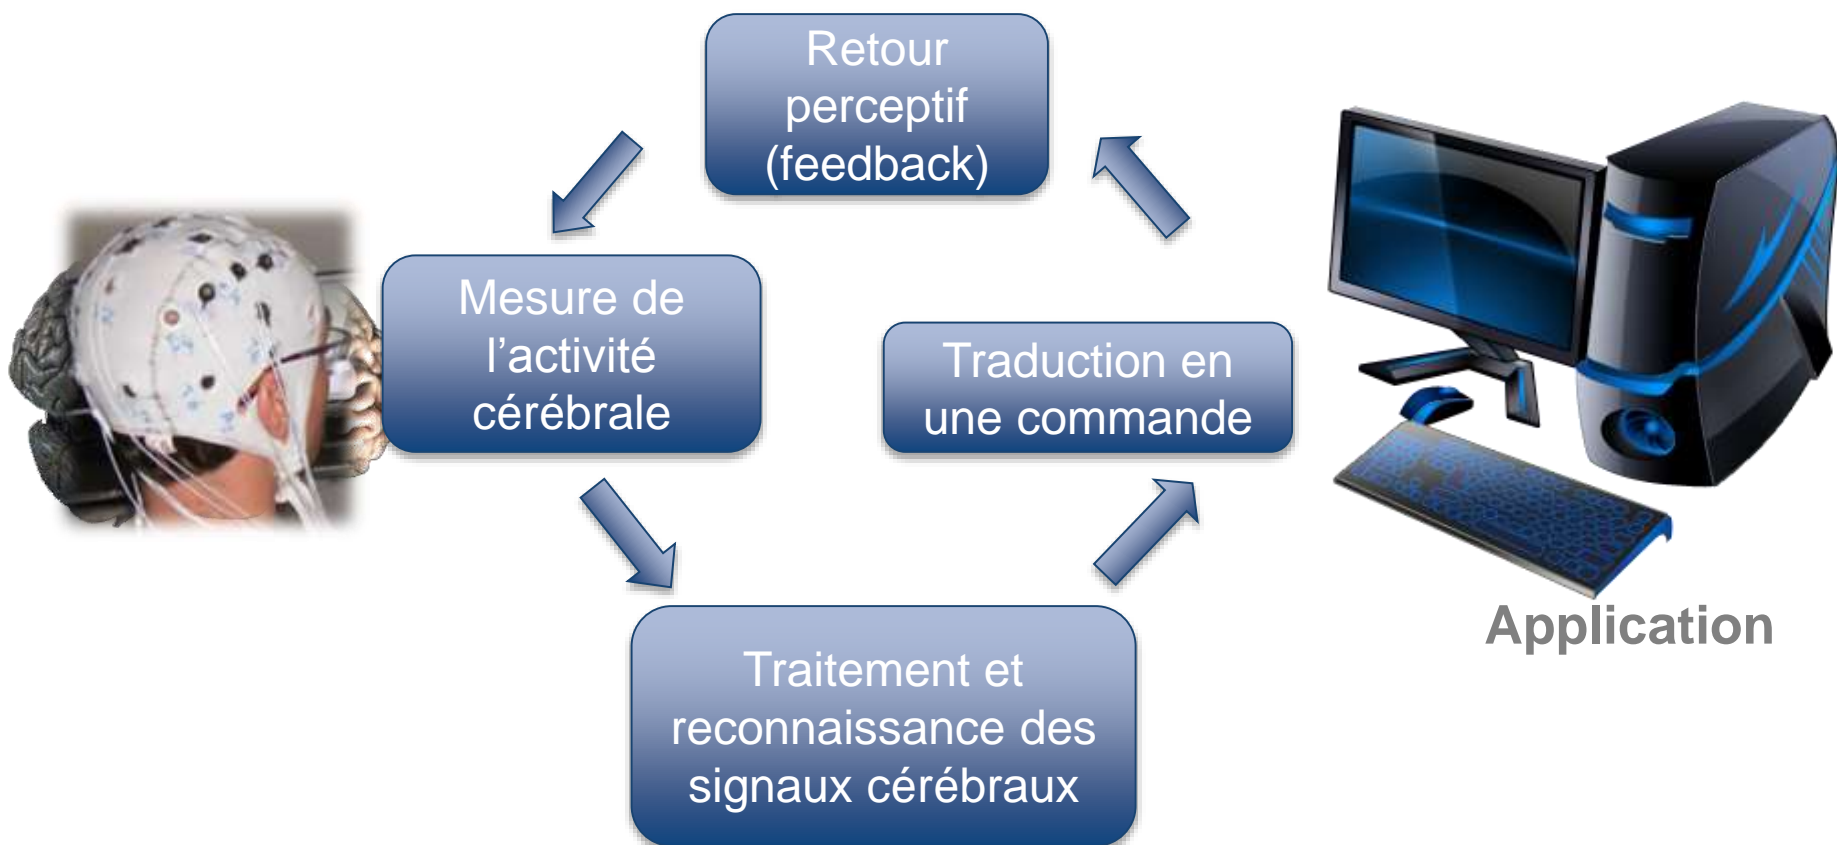 Retour
perceptif
(feedback)
Mesure de
l’activité
cérébrale
Traduction en
une commande
Application
Traitement et
reconnaissance des
signaux cérébraux